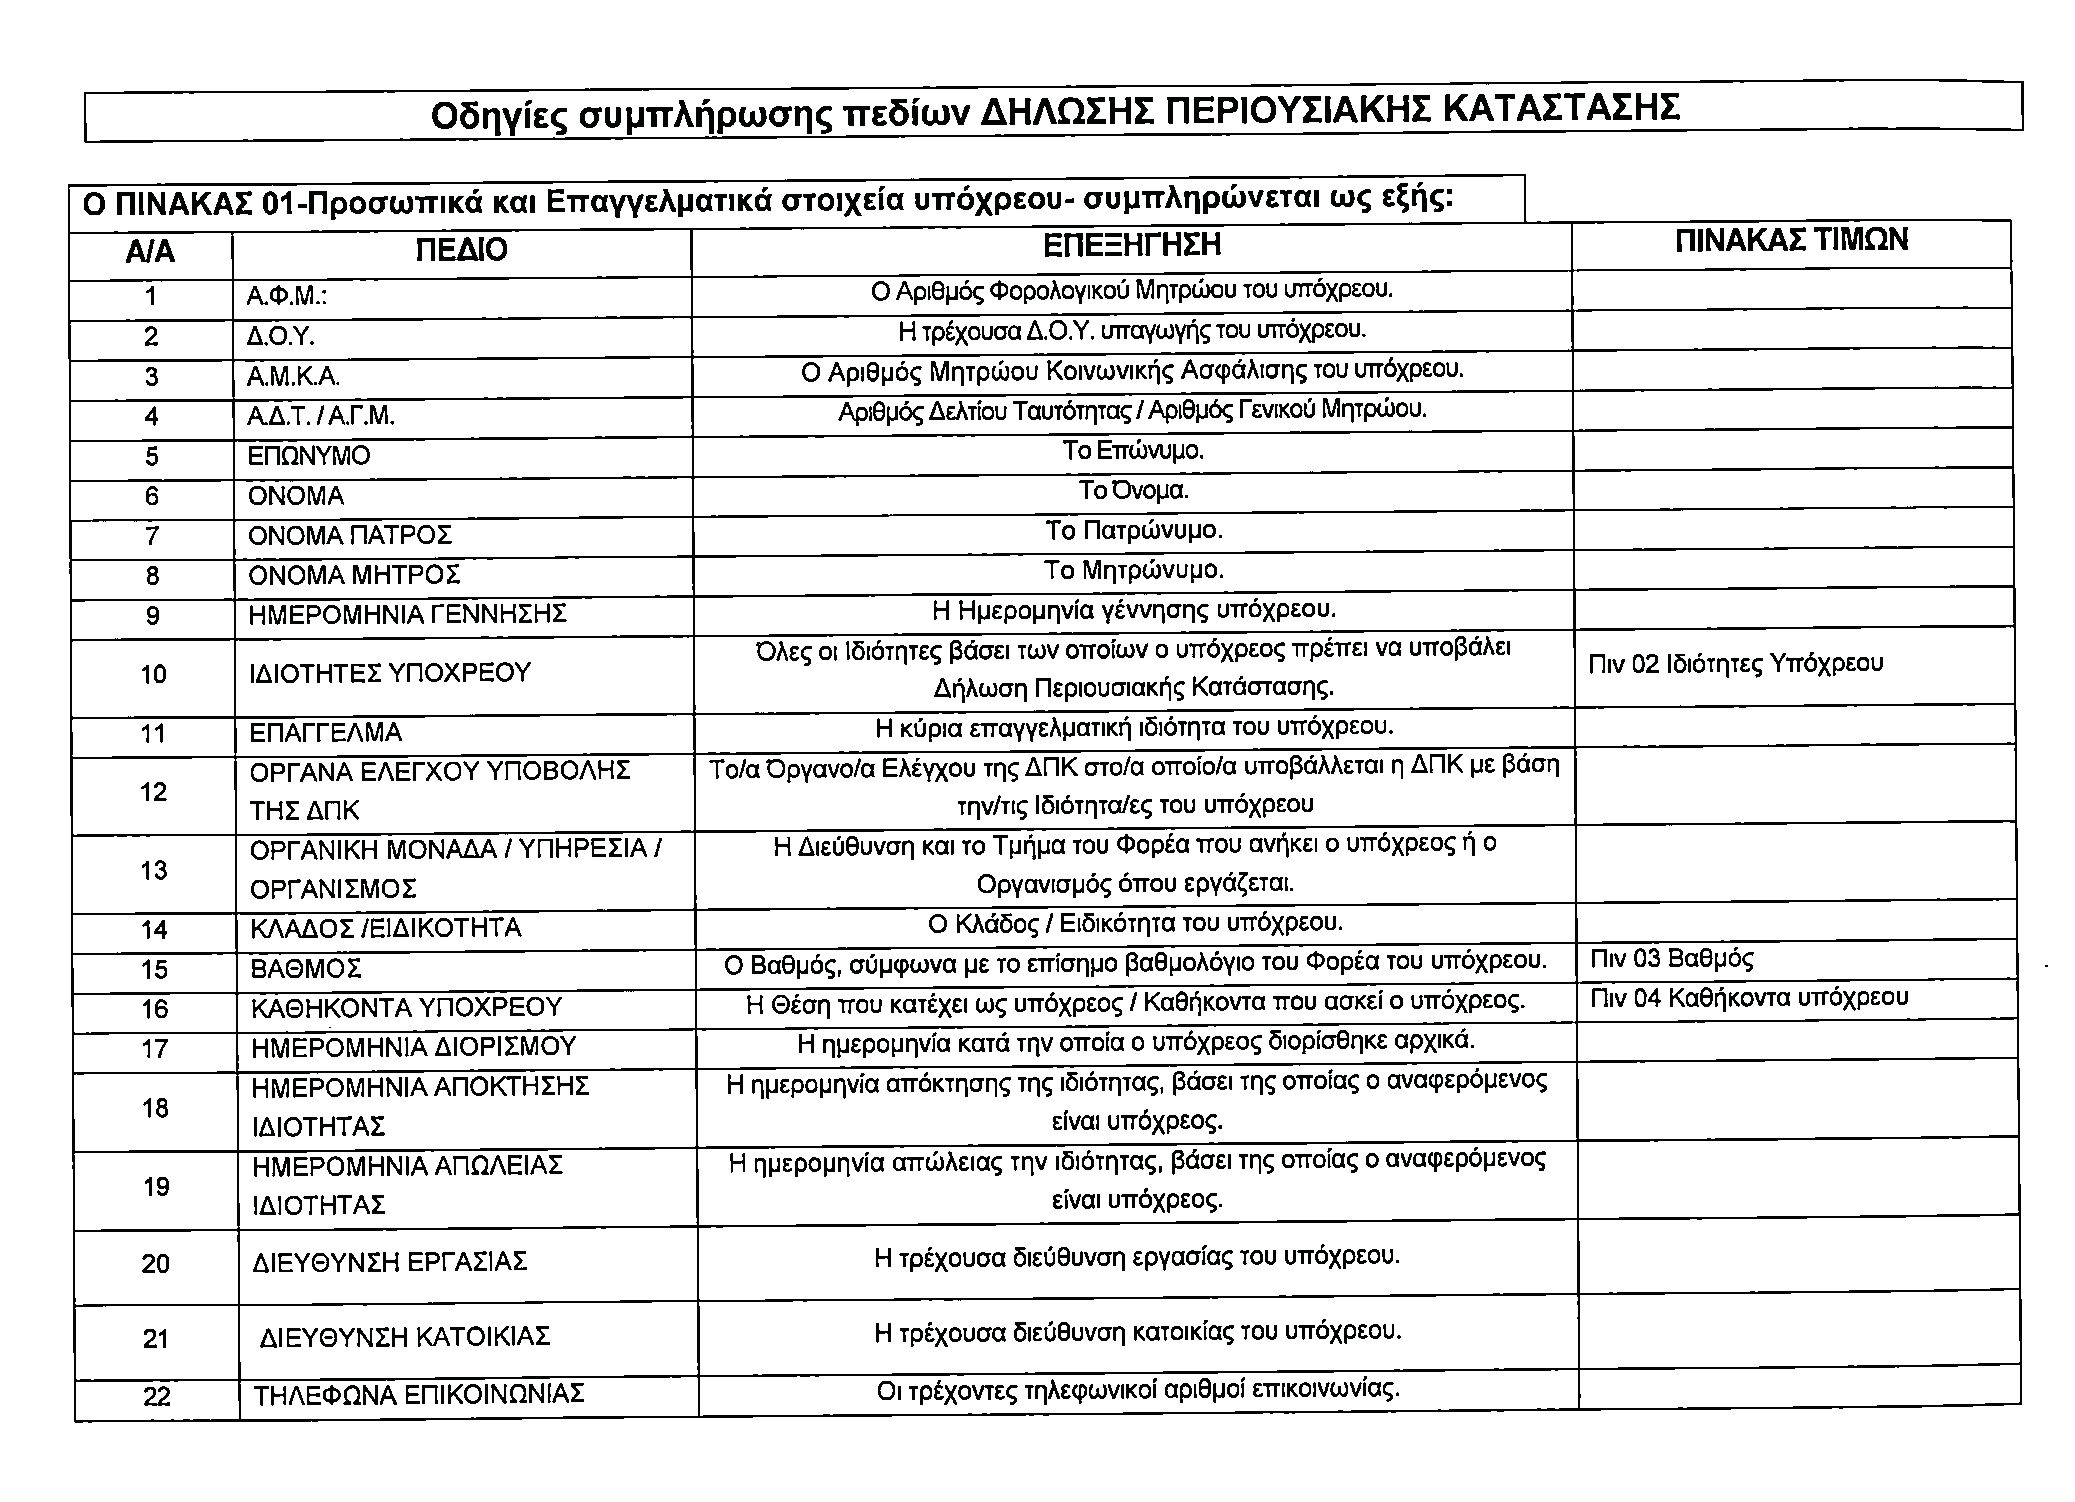 Οδηγίες συμπλήρωσης πεδίων ΔΗΛΩΣΗΣ ΠΕΡΙΟΥΣΙΑΚΗΣ ΚΑΤΑΣΤΑΣΗΣ
Ο ΠΙΝΑΚΑΣ 01-Προσωπικά και Επαγγελματικά στοιχεία υπόχρεου- συμπληρώνεται ως εξής:
Α/Α ΠΕΔΙΟ ΕΠΕΞΗΓΗΣΗ ΠΙΝΑΚΑΣ ΤΙΜΩΝ
1 Α.Φ.Μ.: Ο Αριθμός Φορολογικού Μητρώου του υπόχρεου.
2 Δ.Ο.Υ. Η τρέχουσα Δ.Ο.Υ. υπαγωγής του υπόχρεου.
3 Α.Μ.Κ.Α. Ο Αριθμός Μητρώου Κοινωνικής Ασφάλισης του υπόχρεου.
4 Α.Δ.Τ. / Α.Γ.Μ. Αριθμός Δελτίου Ταυτότητας / Αριθμός Γενικού Μητρώου.
5 ΕΠΩΝΥΜΟ Το Επώνυμο.
6 ΟΝΟΜΑ Το Όνομα.
7 ΟΝΟΜΑ ΠΑΤΡΟΣ Το Πατρώνυμο.
8 ΟΝΟΜΑ ΜΗΤΡΟΣ Το Μητρώνυμο.
9 ΗΜΕΡΟΜΗΝΙΑ ΓΕΝΝΗΣΗΣ Η Ημερομηνία γέννησης υπόχρεου.
10 ΙΔΙΟΤΗΤΕΣ ΥΠΟΧΡΕΟΥ Όλες οι Ιδιότητες βάσει των οποίων ο υπόχρεος πρέπει να υποβάλει
Δήλωση Περιουσιακής Κατάστασης. Πιν 02 Ιδιότητες Υπόχρεου
11 ΕΠΑΓΓΕΛΜΑ Η κύρια επαγγελματική ιδιότητα του υπόχρεου.
12 ΟΡΓΑΝΑ ΕΛΕΓΧΟΥ ΥΠΟΒΟΛΗΣ
ΤΗΣ ΔΠΚ Το/α Όργανο/α Ελέγχου της ΔΠΚ στο/α οποίο/α υποβάλλεται η ΔΠΚ με βάση
την/τις Ιδιότητα/ες του υπόχρεου
13 ΟΡΓΑΝΙΚΗ ΜΟΝΑΔΑ / ΥΠΗΡΕΣΙΑ /
ΟΡΓΑΝΙΣΜΟΣ Η Διεύθυνση και το Τμήμα του Φορέα που ανήκει ο υπόχρεος ή ο
Οργανισμός όπου εργάζεται.
14 ΚΛΑΔΟΣ /ΕΙΔΙΚΟΤΗΤΑ Ο Κλάδος / Ειδικότητα του υπόχρεου.
15 ΒΑΘΜΟΣ Ο Βαθμός, σύμφωνα με το επίσημο βαθμολόγιο του Φορέα του υπόχρεου. Πιν 03 Βαθμός
16 ΚΑΘΗΚΟΝΤΑ ΥΠΟΧΡΕΟΥ Η Θέση που κατέχει ως υπόχρεος / Καθήκοντα που ασκεί ο υπόχρεος. Πιν 04 Καθήκοντα υπόχρεου
17 ΗΜΕΡΟΜΗΝΙΑ ΔΙΟΡΙΣΜΟΥ Η ημερομηνία κατά την οποία ο υπόχρεος διορίσθηκε αρχικά.
18 ΗΜΕΡΟΜΗΝΙΑ ΑΠΟΚΤΗΣΗΣ
ΙΔΙΟΤΗΤΑΣ Η ημερομηνία απόκτησης της ιδιότητας, βάσει της οποίας ο αναφερόμενος
είναι υπόχρεος.
19 ΗΜΕΡΟΜΗΝΙΑ ΑΠΩΛΕΙΑΣ
ΙΔΙΟΤΗΤΑΣ Η ημερομηνία απώλειας την ιδιότητας, βάσει της οποίας ο αναφερόμενος
είναι υπόχρεος.
20 ΔΙΕΥΘΥΝΣΗ ΕΡΓΑΣΙΑΣ Η τρέχουσα διεύθυνση εργασίας του υπόχρεου.
21 ΔΙΕΥΘΥΝΣΗ ΚΑΤΟΙΚΙΑΣ Η τρέχουσα διεύθυνση κατοικίας του υπόχρεου.
22 ΤΗΛΕΦΩΝΑ ΕΠΙΚΟΙΝΩΝΙΑΣ Οι τρέχοντες τηλεφωνικοί αριθμοί επικοινωνίας.